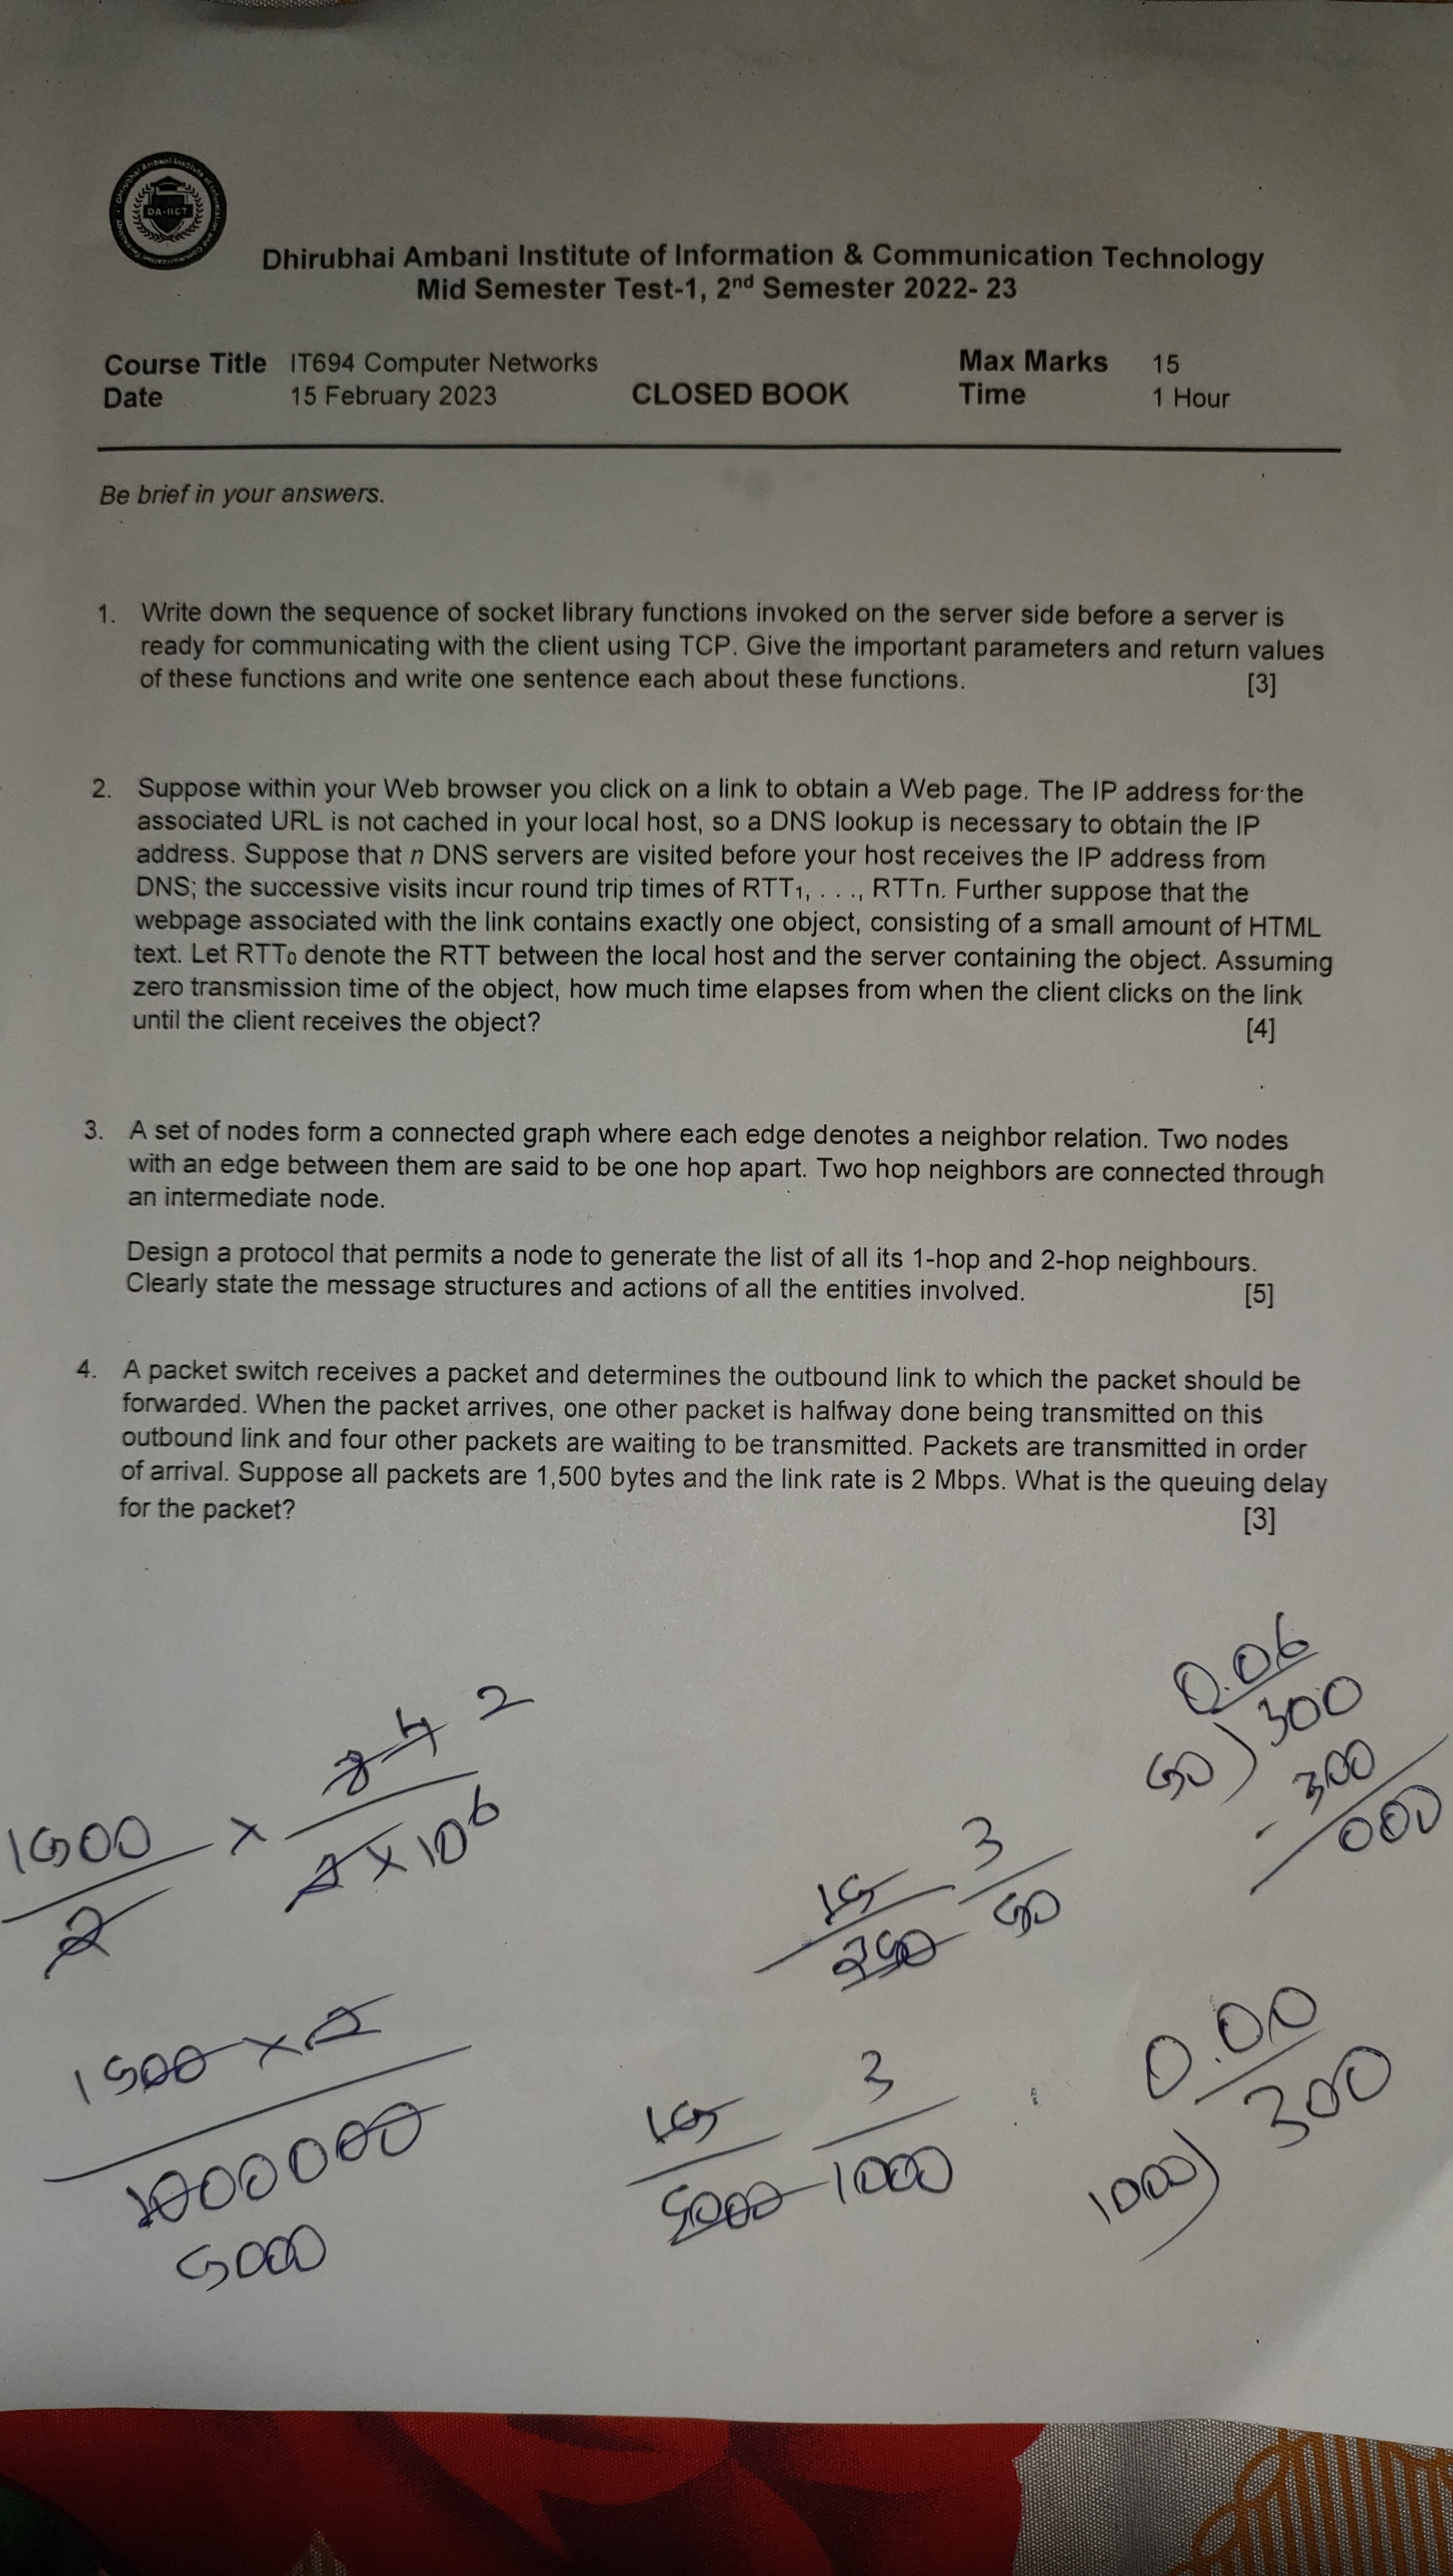 DA-IICT
Dhirubhai Ambani Institute of Information & Communication Technology
Mid Semester Test-1, 2nd Semester 2022- 23
Course Title IT694 Computer Networks Max Marks 15
Date 15 February 2023 CLOSED BOOK Time 1 Hour
Be brief in your answers.
1. Write down the sequence of socket library functions invoked on the server side before a server is
ready for communicating with the client using TCP. Give the important parameters and return values
of these functions and write one sentence each about these functions. [3]
2. Suppose within your Web browser you click on a link to obtain a Web page. The IP address for the
associated URL is not cached in your local host, so a DNS lookup is necessary to obtain the IP
address. Suppose that n DNS servers are visited before your host receives the IP address from
DNS; the successive visits incur round trip times of RTT₁, . . ., RTTn. Further suppose that the
webpage associated with the link contains exactly one object, consisting of a small amount of HTML
text. Let RTT₀ denote the RTT between the local host and the server containing the object. Assuming
zero transmission time of the object, how much time elapses from when the client clicks on the link
until the client receives the object? [4]
3. A set of nodes form a connected graph where each edge denotes a neighbor relation. Two nodes
with an edge between them are said to be one hop apart. Two hop neighbors are connected through
an intermediate node.
Design a protocol that permits a node to generate the list of all its 1-hop and 2-hop neighbours.
Clearly state the message structures and actions of all the entities involved. [5]
4. A packet switch receives a packet and determines the outbound link to which the packet should be
forwarded. When the packet arrives, one other packet is halfway done being transmitted on this
outbound link and four other packets are waiting to be transmitted. Packets are transmitted in order
of arrival. Suppose all packets are 1,500 bytes and the link rate is 2 Mbps. What is the queuing delay
for the packet? [3]
0.06
50)300
- 300
000
8 4 2
1500 ×
2
2 × 10⁶
15 3
250 50
1500 × 2
1000000
5000
15 3
5000 1000
0.00
1000)300